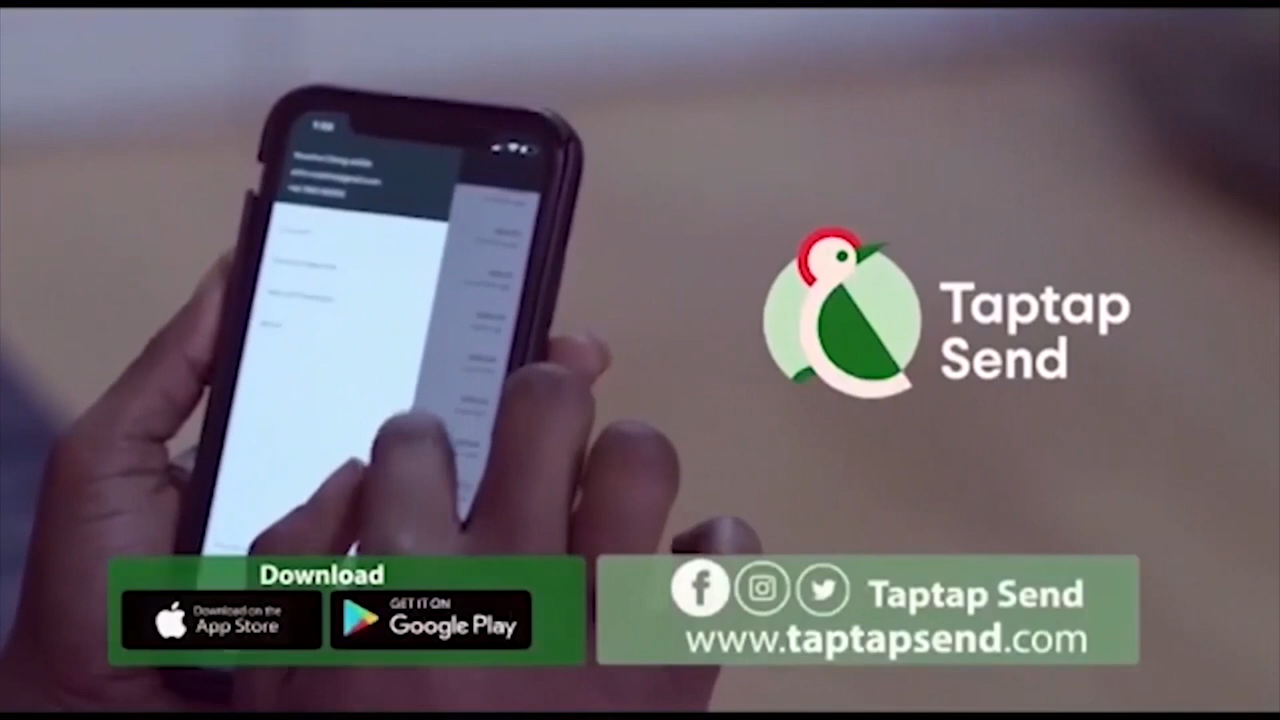 Taptap
Send
Download
Download on the
App Store
GET IT ON
Google Play
Taptap Send
www.taptapsend.com